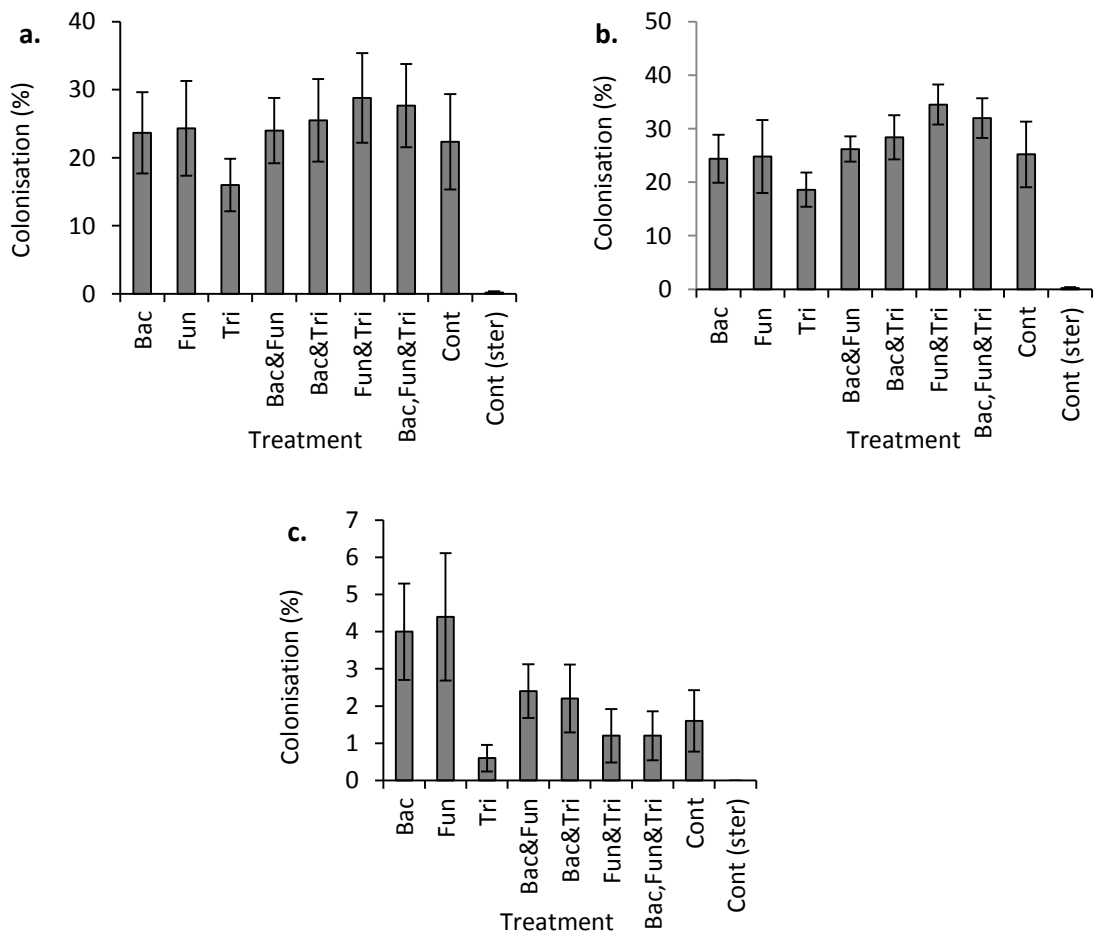 a.
Colonisation (%)
40
30
20
10
0
Bac
Fun
Tri
Bac&Fun
Bac&Tri
Fun&Tri
Bac,Fun&Tri
Cont
Cont (ster)
Treatment
b.
Colonisation (%)
50
40
30
20
10
0
Bac
Fun
Tri
Bac&Fun
Bac&Tri
Fun&Tri
Bac,Fun&Tri
Cont
Cont (ster)
Treatment
c.
Colonisation (%)
7
6
5
4
3
2
1
0
Bac
Fun
Tri
Bac&Fun
Bac&Tri
Fun&Tri
Bac,Fun&Tri
Cont
Cont (ster)
Treatment